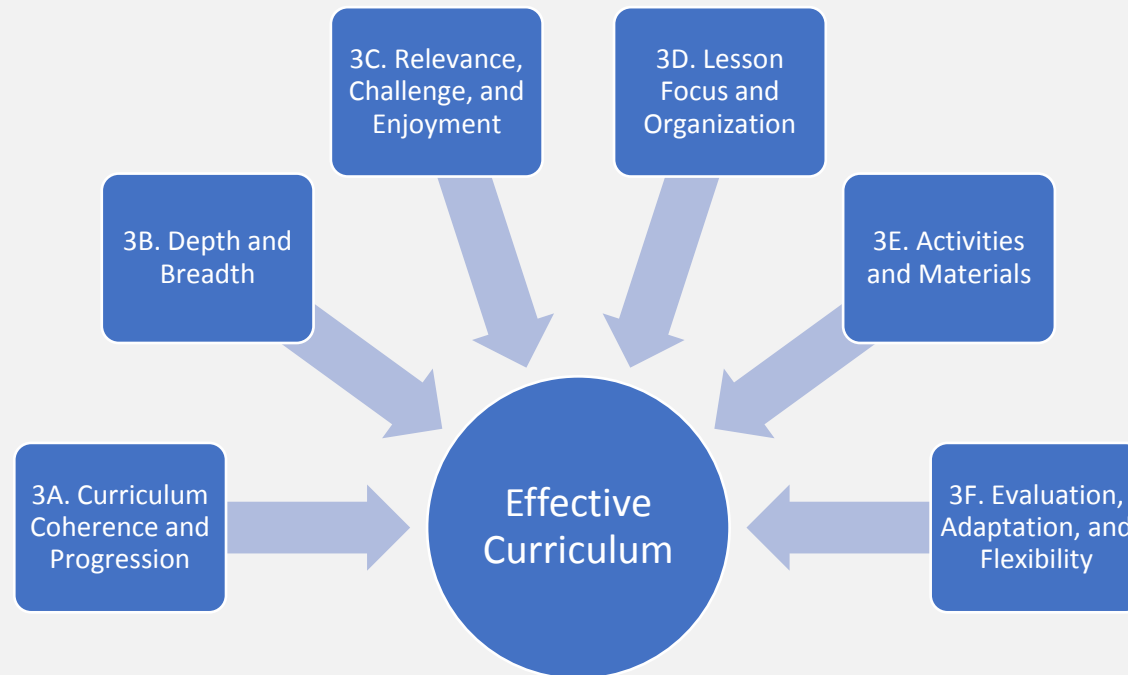 3A. Curriculum
Coherence and
Progression
3B. Depth and
Breadth
3C. Relevance,
Challenge, and
Enjoyment
3D. Lesson
Focus and
Organization
3E. Activities
and Materials
3F. Evaluation,
Adaptation, and
Flexibility
Effective
Curriculum